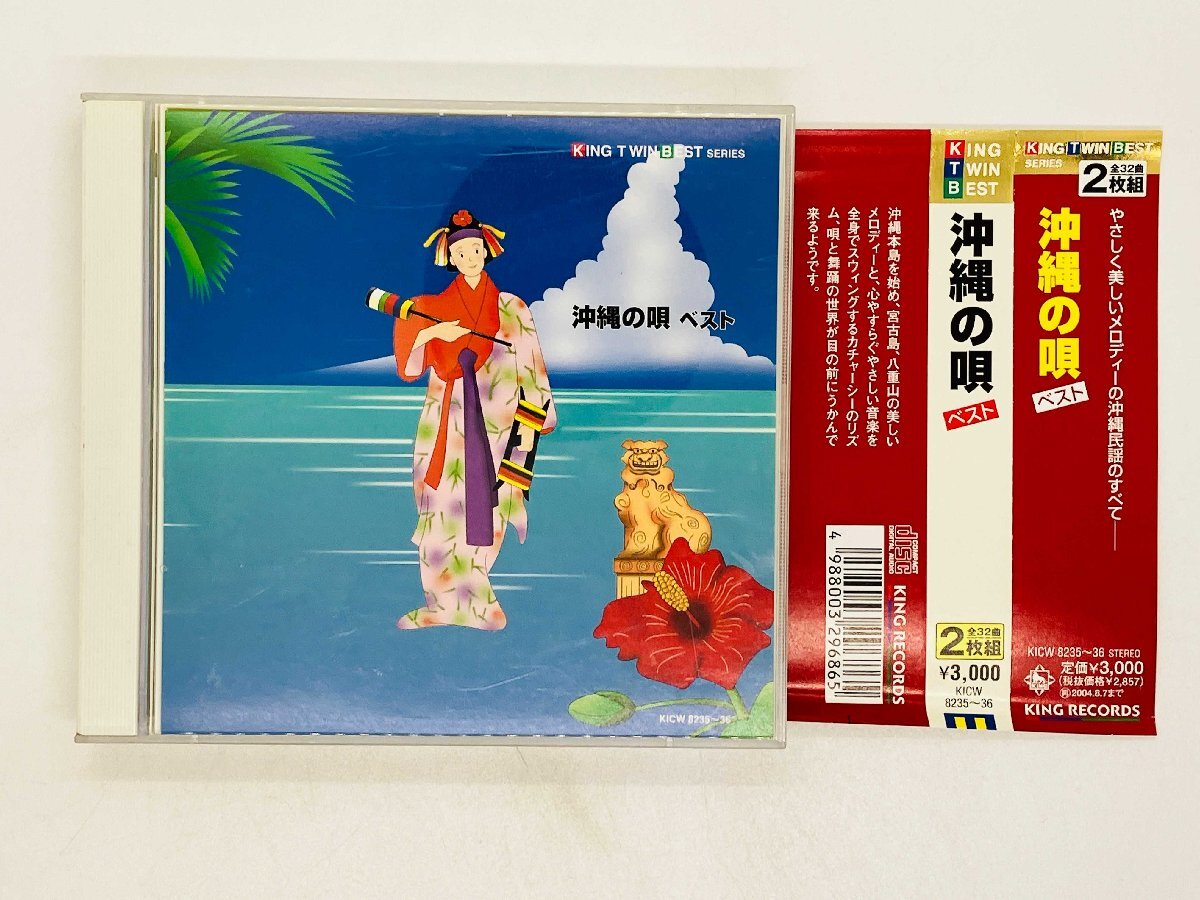 KING TWIN BEST SERIES
沖縄の唄 ベスト
KICW 8235~36
沖縄本島を始め、宮古島、八重山の美しい
メロディーと、心やすらぐやさしい音楽を
全身でスウィングするカチャーシーのリズ
ム、唄と舞踊の世界が目の前にうかんで
来るようです。
COMPACT
disc
DIGITAL AUDIO
KING RECORDS
4 988003 296865
KING
TWIN
BEST
沖縄の唄
ベスト
全32曲
2枚組
¥3,000
KICW
8235~36
KING TWIN BEST
SERIES
全32曲
2枚組
沖縄の唄
ベスト
やさしく美しいメロディーの沖縄民謡のすべて——
KICW 8235~36 STEREO
定価¥3,000
(税抜価格¥2,857)
再2004.8.7まで
KING RECORDS